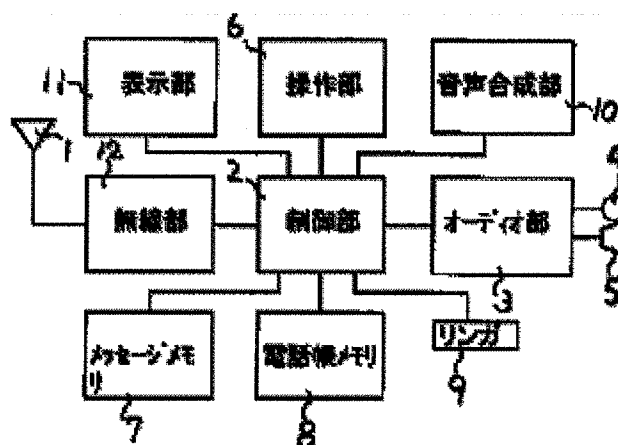 6
11
表示部
操作部
音声合成部
10
1
12
2
4
無線部
制御部
オーディオ部
3
5
メッセージメモ
リ
電話帳メモリ
リンガ
7
8
9